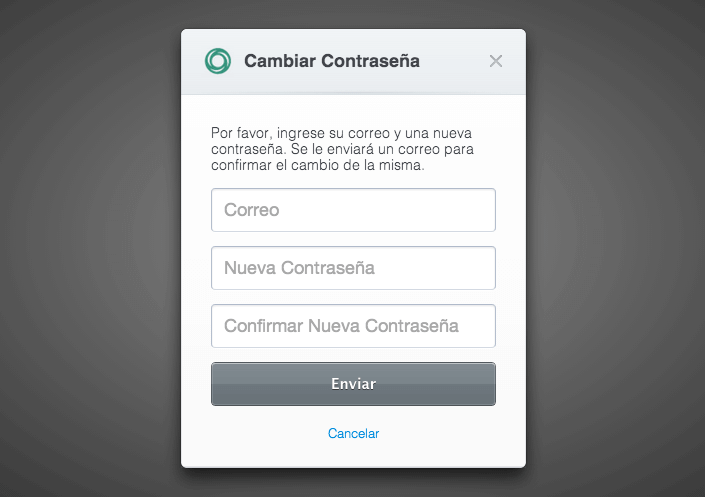 Cambiar Contraseña
Por favor, ingrese su correo y una nueva
contraseña. Se le enviará un correo para
confirmar el cambio de la misma.
Correo
Nueva Contraseña
Confirmar Nueva Contraseña
Enviar
Cancelar